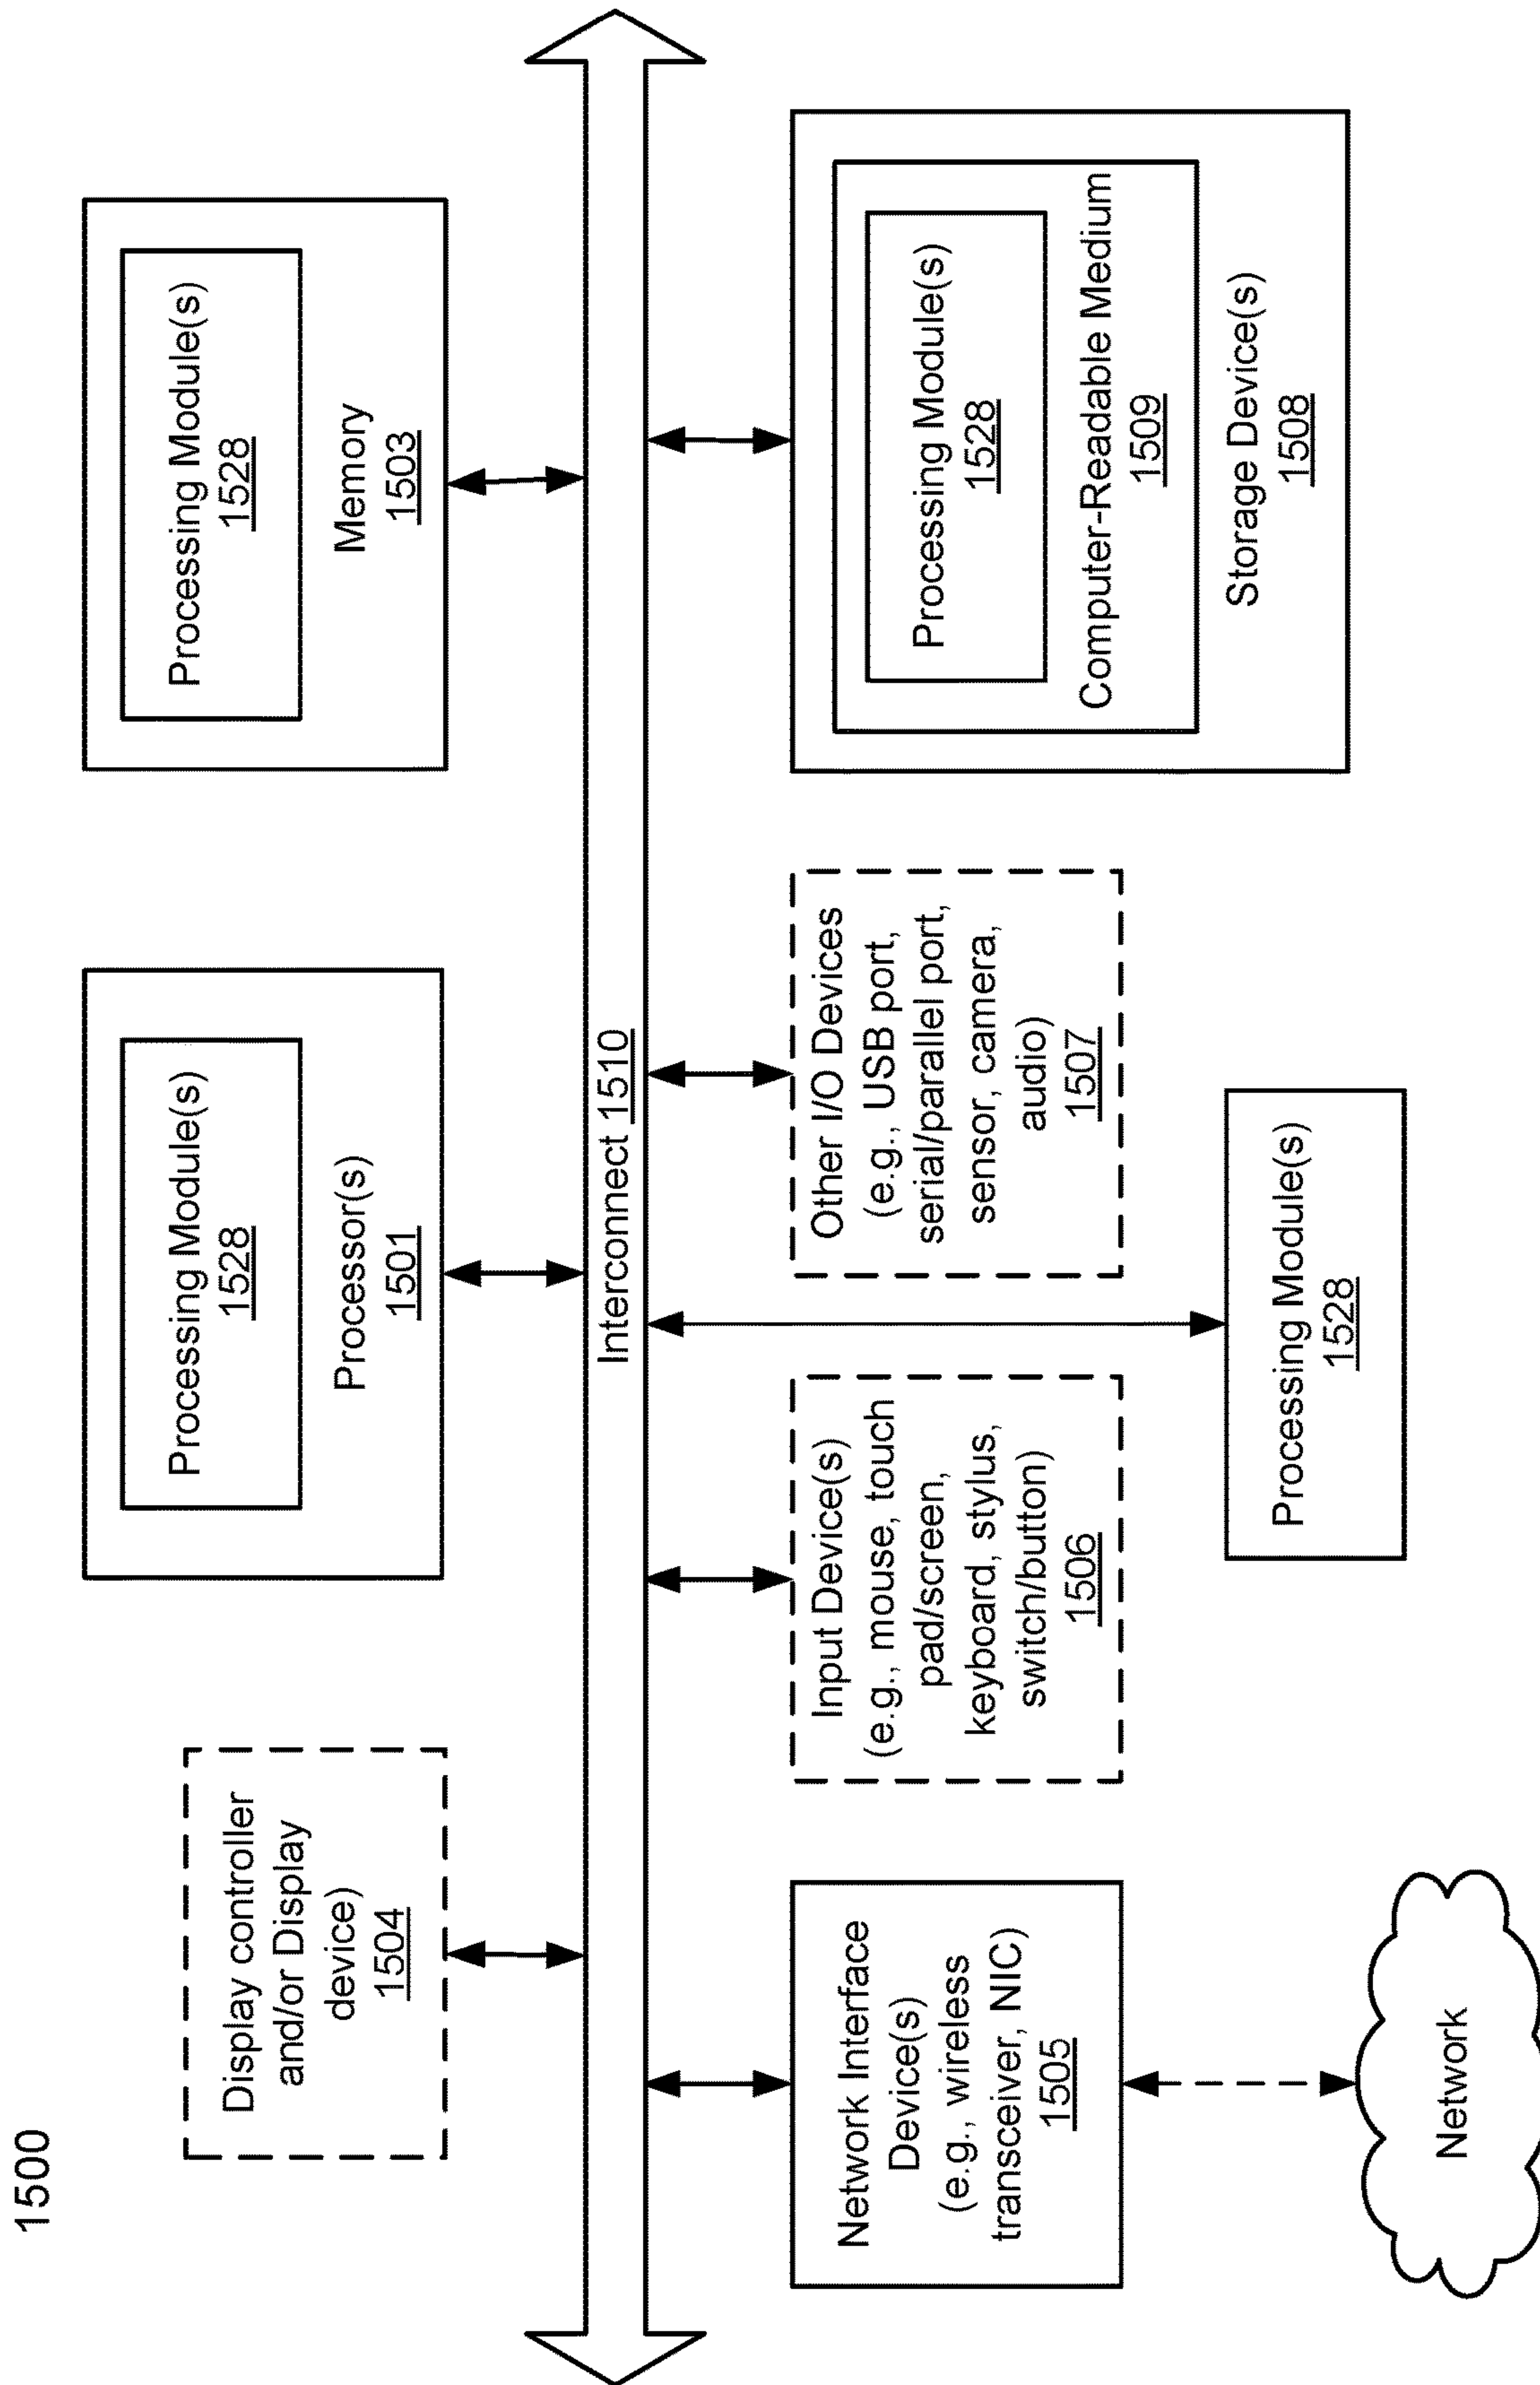 1500
Display controller
and/or Display
device)
1504
Processing Module(s)
1528
Processor(s)
1501
Processing Module(s)
1528
Memory
1503
Interconnect 1510
Network Interface
Device(s)
(e.g., wireless
transceiver, NIC)
1505
Input Device(s)
(e.g., mouse, touch
pad/screen,
keyboard, stylus,
switch/button)
1506
Other I/O Devices
(e.g., USB port,
serial/parallel port,
sensor, camera,
audio)
1507
Processing Module(s)
1528
Computer-Readable Medium
1509
Storage Device(s)
1508
Processing Module(s)
1528
Network